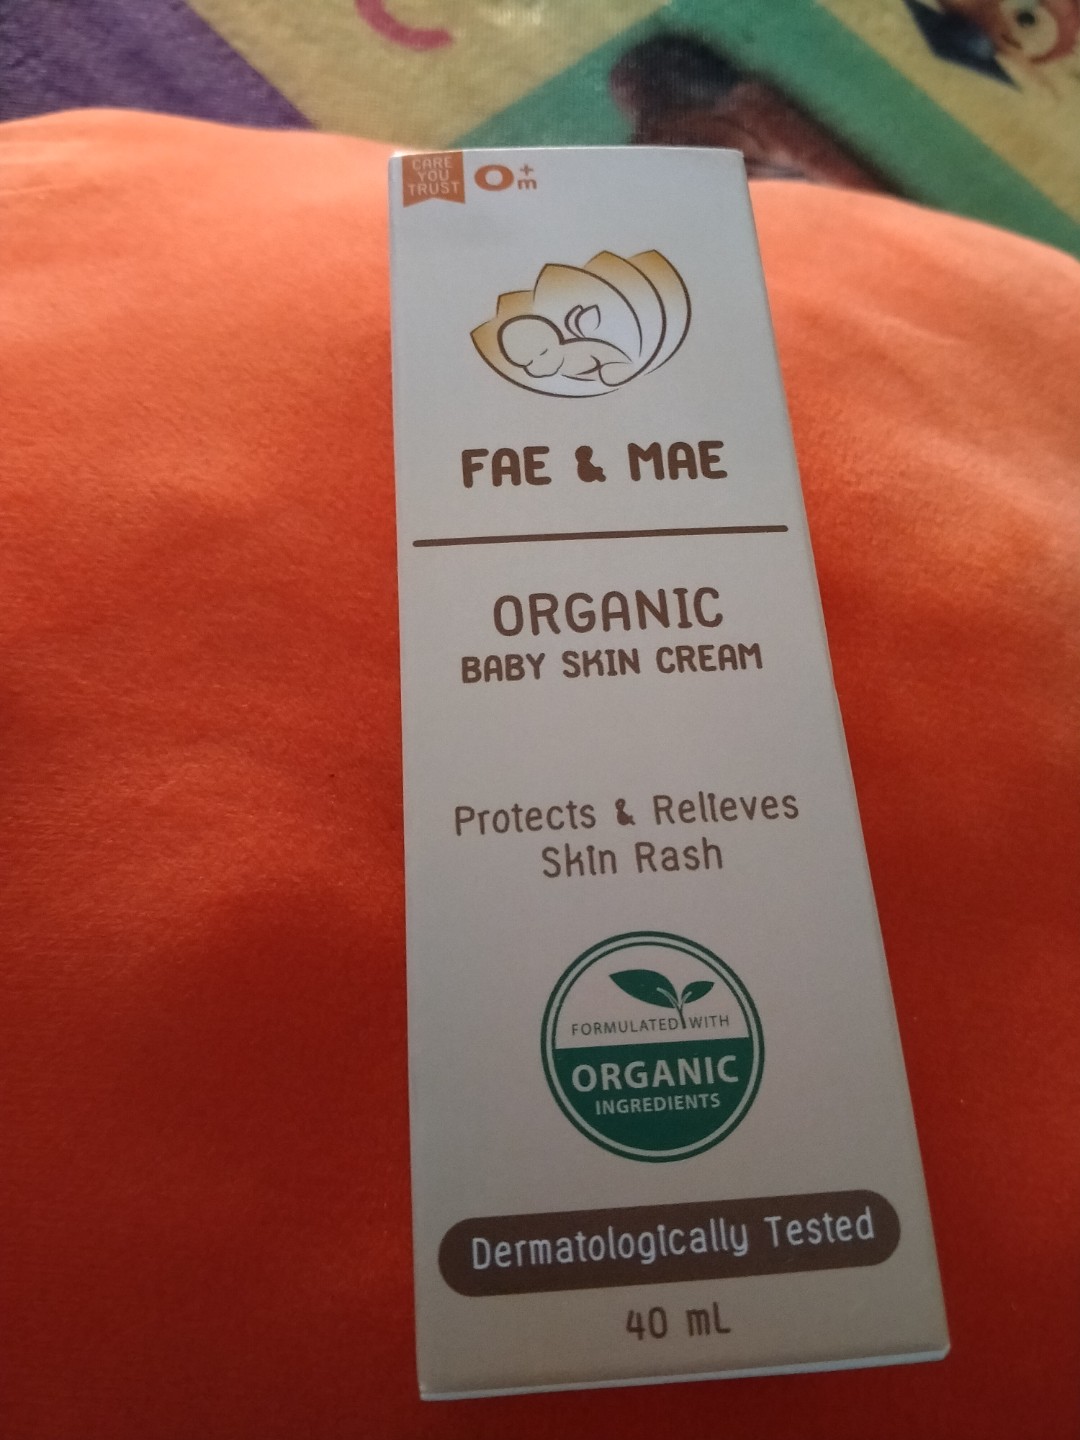 CARE
YOU
TRUST
0+m
FAE & MAE
ORGANIC
BABY SKIN CREAM
Protects & Relieves
Skin Rash
FORMULATED WITH
ORGANIC
INGREDIENTS
Dermatologically Tested
40 mL